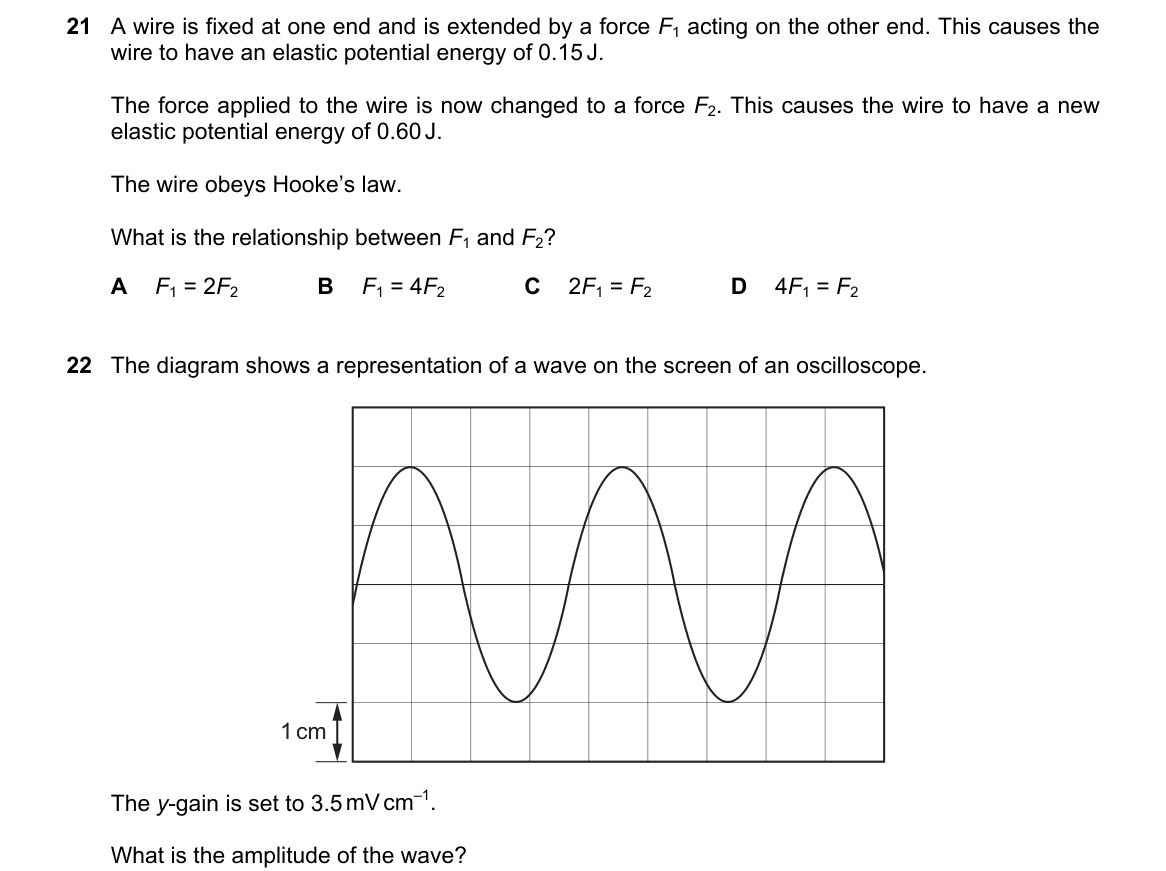 21 A wire is fixed at one end and is extended by a force F₁ acting on the other end. This causes the
wire to have an elastic potential energy of 0.15 J.
The force applied to the wire is now changed to a force F₂. This causes the wire to have a new
elastic potential energy of 0.60 J.
The wire obeys Hooke’s law.
What is the relationship between F₁ and F₂?
A F₁ = 2F₂ B F₁ = 4F₂ C 2F₁ = F₂ D 4F₁ = F₂
22 The diagram shows a representation of a wave on the screen of an oscilloscope.
1 cm
The y-gain is set to 3.5 mV cm⁻¹.
What is the amplitude of the wave?